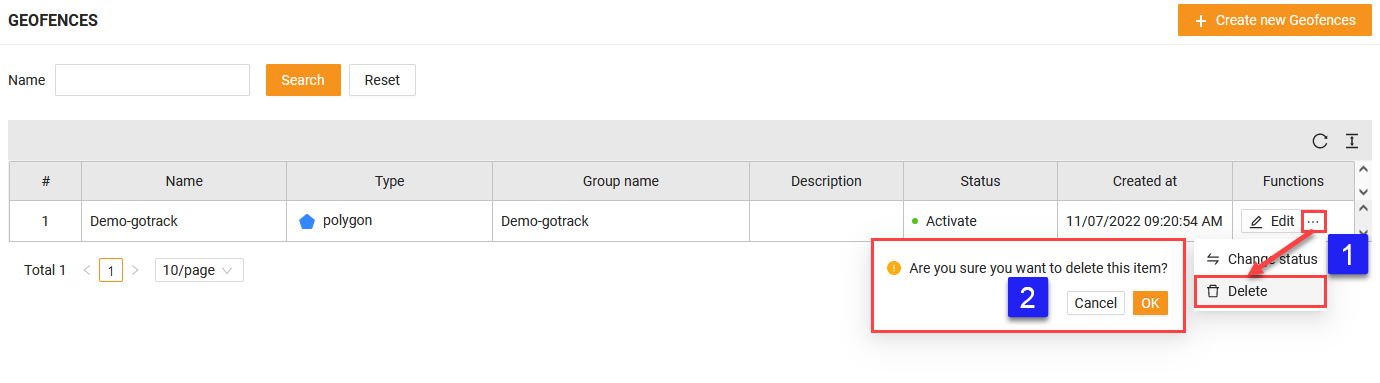 GEOFENCES
+ Create new Geofences
Name
Search
Reset
# Name Type Group name Description Status Created at Functions
1 Demo-gotrack polygon Demo-gotrack Activate 11/07/2022 09:20:54 AM Edit ...
Total 1 < 1 > 10/page
Are you sure you want to delete this item?
2
Cancel
OK
Change status
1
Delete